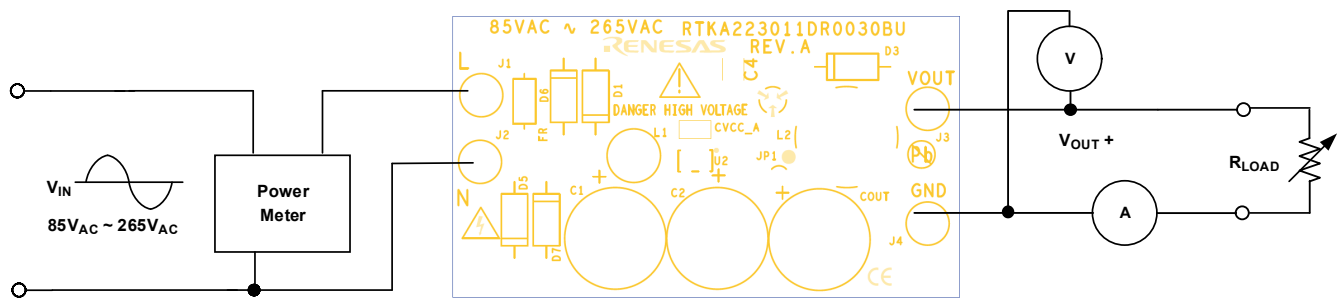 85VAC ~ 265VAC RTKA223011DR0030BU
RENESAS REV.A
D3
L
J1
D6
D1
C4
DANGER HIGH VOLTAGE
VOUT
V
J2
FR
L1
CVCC_A
L2
J3
VOUT +
U2
JP1
Pb
RLOAD
VIN
85VAC ~ 265VAC
Power
Meter
N
D5
D7
C1
+
C2
+
+
COUT
GND
J4
A
CE